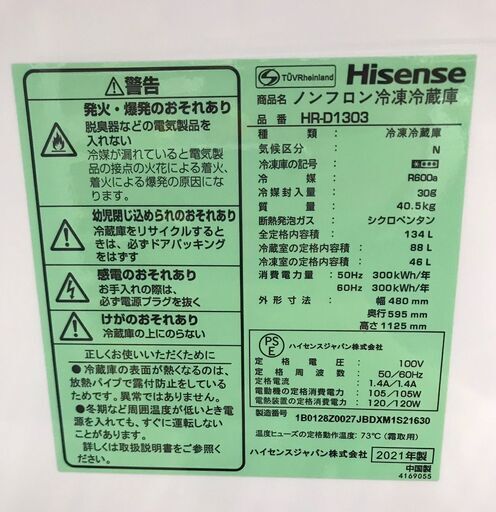 警告
発火・爆発のおそれあり
脱臭器などの電気製品を
入れない
冷媒が漏れていると電気製
品の接点の火花による着火、
着火による爆発の原因にな
ります。
幼児閉じ込められのおそれあり
冷蔵庫をリサイクルすると
きは、必ずドアパッキング
をはずす
感電のおそれあり
お手入れの際は、
必ず電源プラグを抜く
けがのおそれあり
冷蔵庫の上にのらない
正しくお使いいただくために
●冷蔵庫の表面が熱くなるのは、
放熱パイプで露付防止をしている
ためです。異常ではありません。
●冬期など周囲温度が低いとき電
源を入れても、すぐに運転しない
ことがあります。
詳しくは取扱説明書をご参照ください
TÜVRheinland
Hisense
商品名 ノンフロン冷凍冷蔵庫
品番 HR-D1303
種類:冷凍冷蔵庫
気候区分:N
冷凍庫の記号:
冷媒:R600a
冷媒封入量:30g
質量:40.5kg
断熱発泡ガス:シクロペンタン
全定格内容積:134L
冷蔵室の定格内容積:88L
冷凍室の定格内容積:46L
消費電力量:50Hz 300kWh/年
60Hz 300kWh/年
外形寸法:幅480mm
奥行595mm
高さ1125mm
PSE
ハイセンスジャパン株式会社
定格電圧:100V
定格周波数:50/60Hz
定格電流:1.4A/1.4A
電動機の定格消費電力:105/105W
電熱装置の定格消費電力:120/120W
製造番号
1B0128Z0027JBDXM1S21630
温度ヒューズの定格動作温度:73℃(霜取用)
ハイセンスジャパン株式会社
2021年製
中国製
4169055